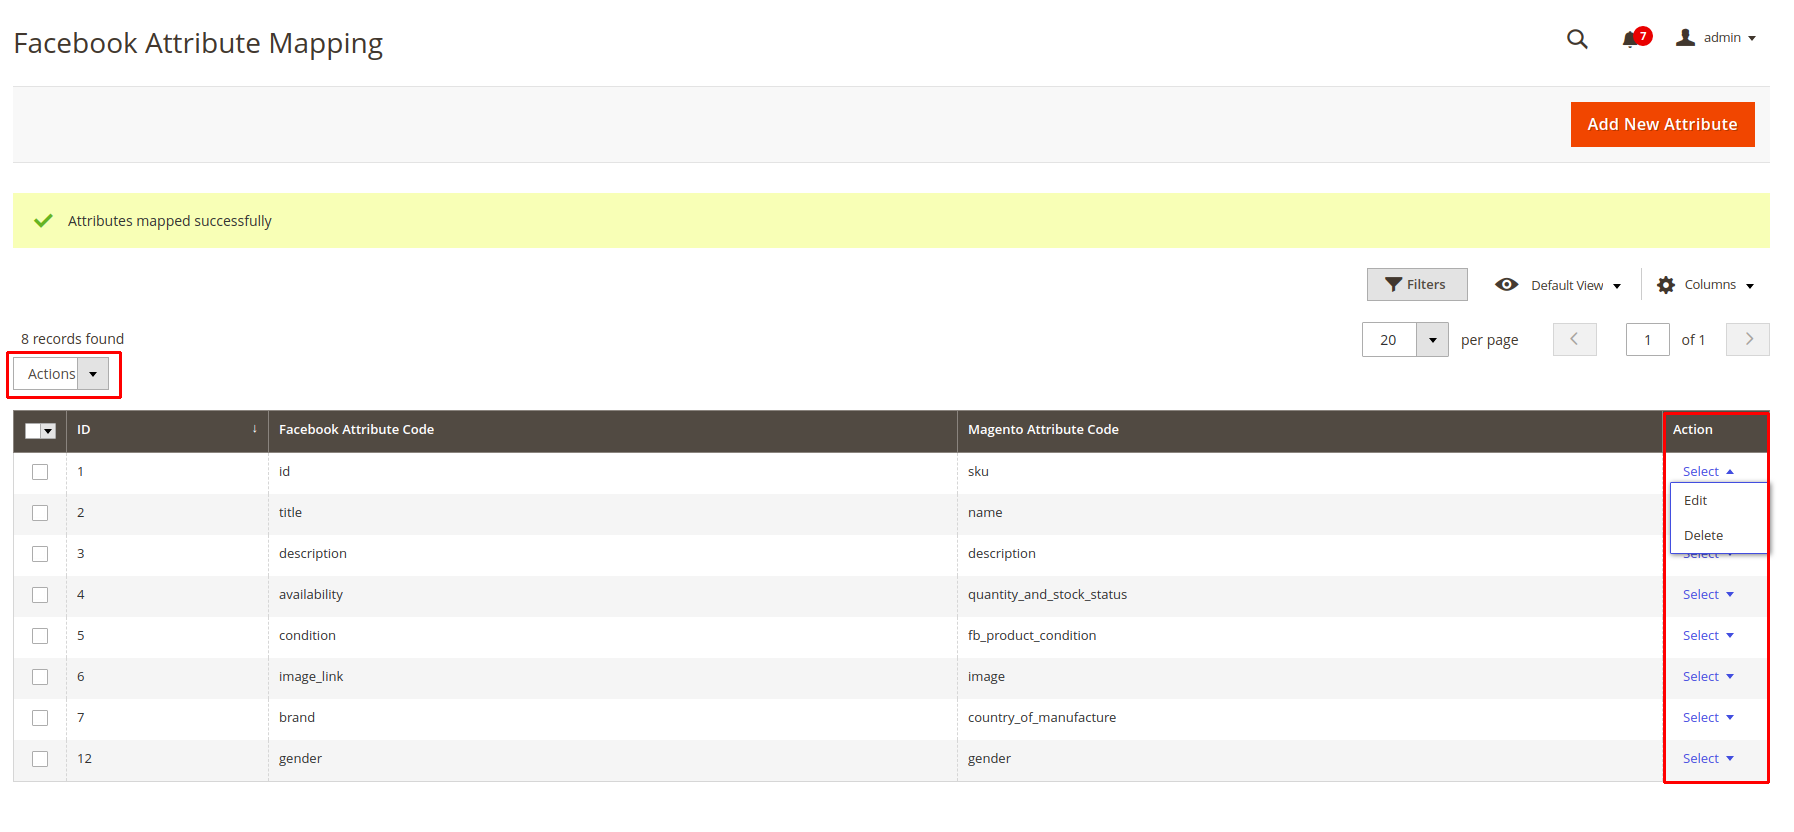 Facebook Attribute Mapping
7
admin
Add New Attribute
Attributes mapped successfully
Filters
Default View
Columns
8 records found
20
per page
1
of 1
Actions
ID ↓ Facebook Attribute Code Magento Attribute Code Action
1 id sku Select
Edit
2 title name
Delete
3 description description Select
4 availability quantity_and_stock_status Select
5 condition fb_product_condition Select
6 image_link image Select
7 brand country_of_manufacture Select
12 gender gender Select